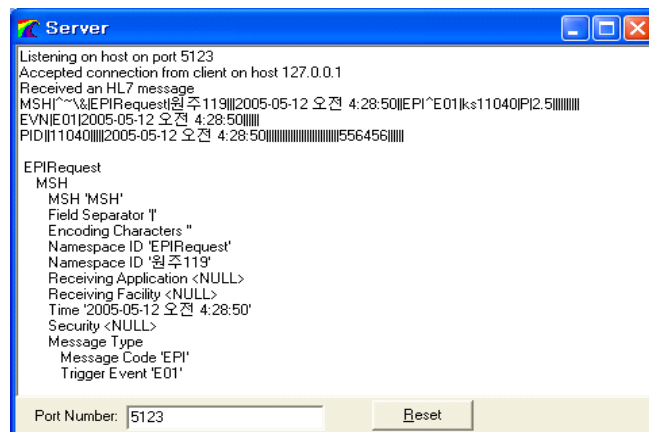 Server
Listening on host on port 5123
Accepted connection from client on host 127.0.0.1
Received an HL7 message
MSH|^~\&|EPIRequest|원주119|||2005-05-12 오전 4:28:50||EPI^E01|ks11040|P|2.5|||||||||
EVN|E01|2005-05-12 오전 4:28:50||||||
PID||11040|||||2005-05-12 오전 4:28:50|||||||||||||||||||||||556456||||||
EPIRequest
MSH
MSH 'MSH'
Field Separator '|'
Encoding Characters ''
Namespace ID 'EPIRequest'
Namespace ID '원주119'
Receiving Application <NULL>
Receiving Facility <NULL>
Time '2005-05-12 오전 4:28:50'
Security <NULL>
Message Type
Message Code 'EPI'
Trigger Event 'E01'
Port Number: 5123 Reset